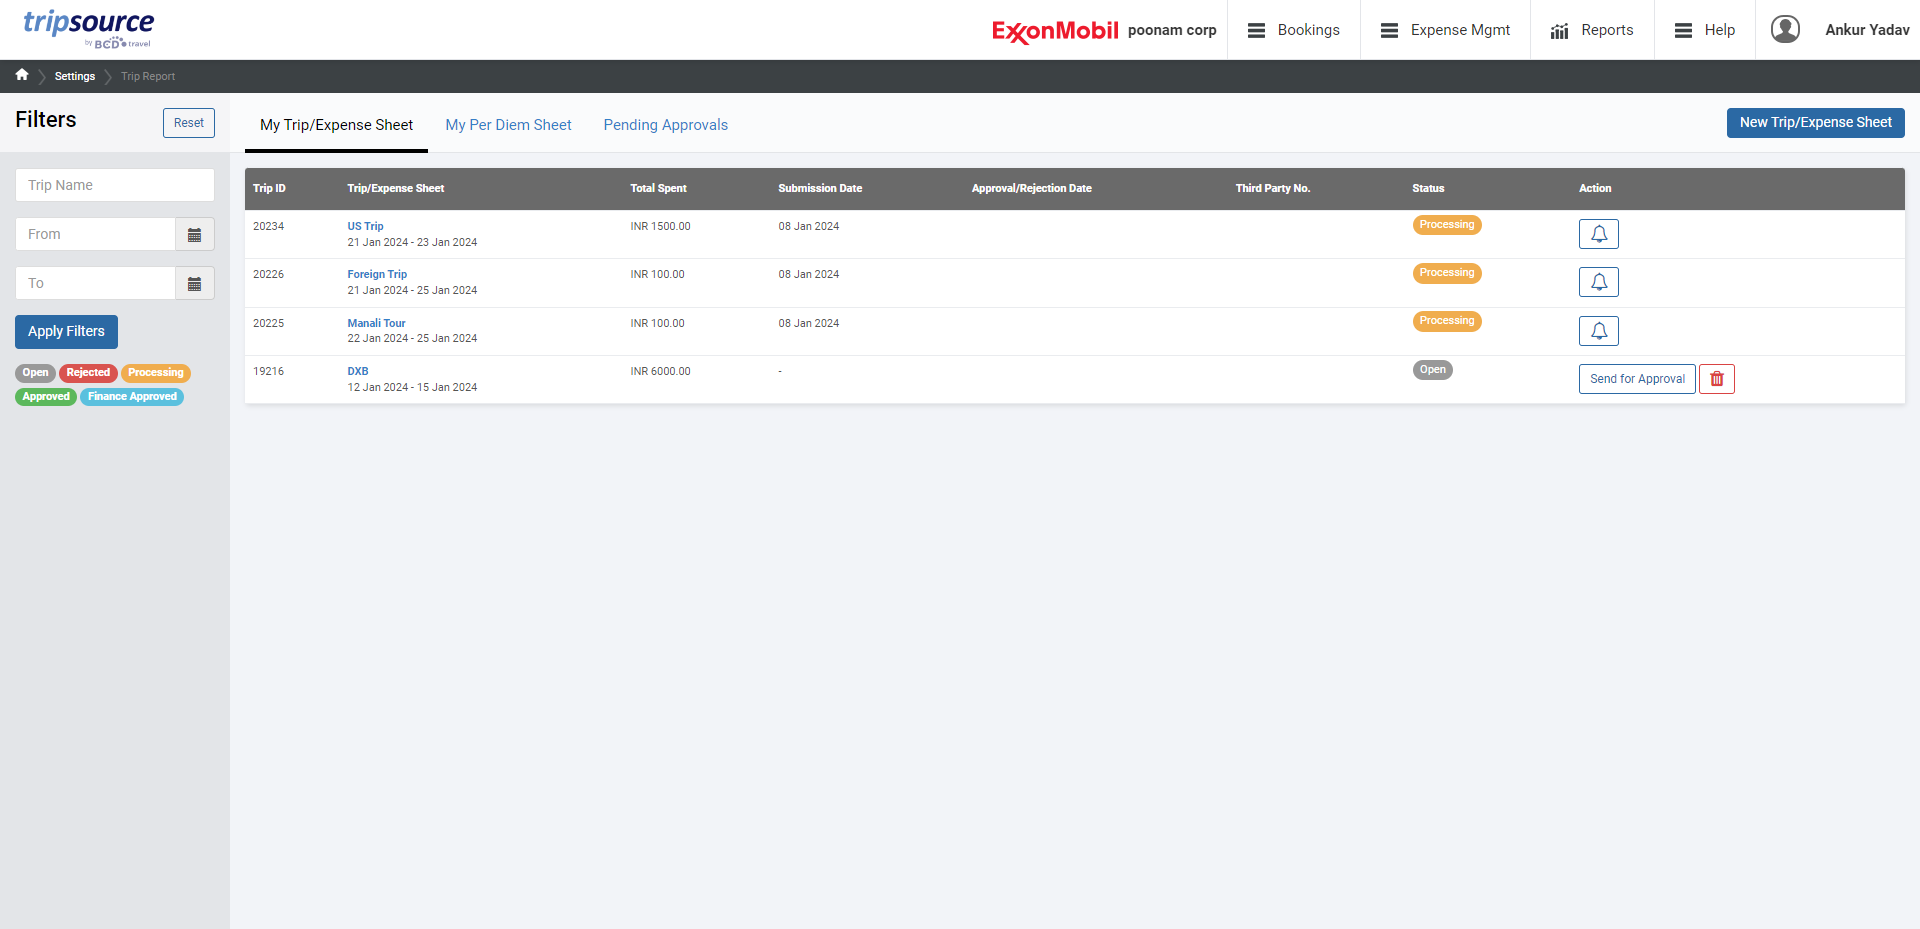 tripsource
by BCD travel
ExxonMobil poonam corp
Bookings
Expense Mgmt
Reports
Help
Ankur Yadav
Settings
Trip Report
Filters
Reset
Trip Name
From
To
Apply Filters
Open Rejected Processing
Approved Finance Approved
My Trip/Expense Sheet My Per Diem Sheet Pending Approvals
New Trip/Expense Sheet
Trip ID Trip/Expense Sheet Total Spent Submission Date Approval/Rejection Date Third Party No. Status Action
20234 US Trip INR 1500.00 08 Jan 2024 Processing
21 Jan 2024 - 23 Jan 2024
20226 Foreign Trip INR 100.00 08 Jan 2024 Processing
21 Jan 2024 - 25 Jan 2024
20225 Manali Tour INR 100.00 08 Jan 2024 Processing
22 Jan 2024 - 25 Jan 2024
19216 DXB INR 6000.00 - Open Send for Approval
12 Jan 2024 - 15 Jan 2024